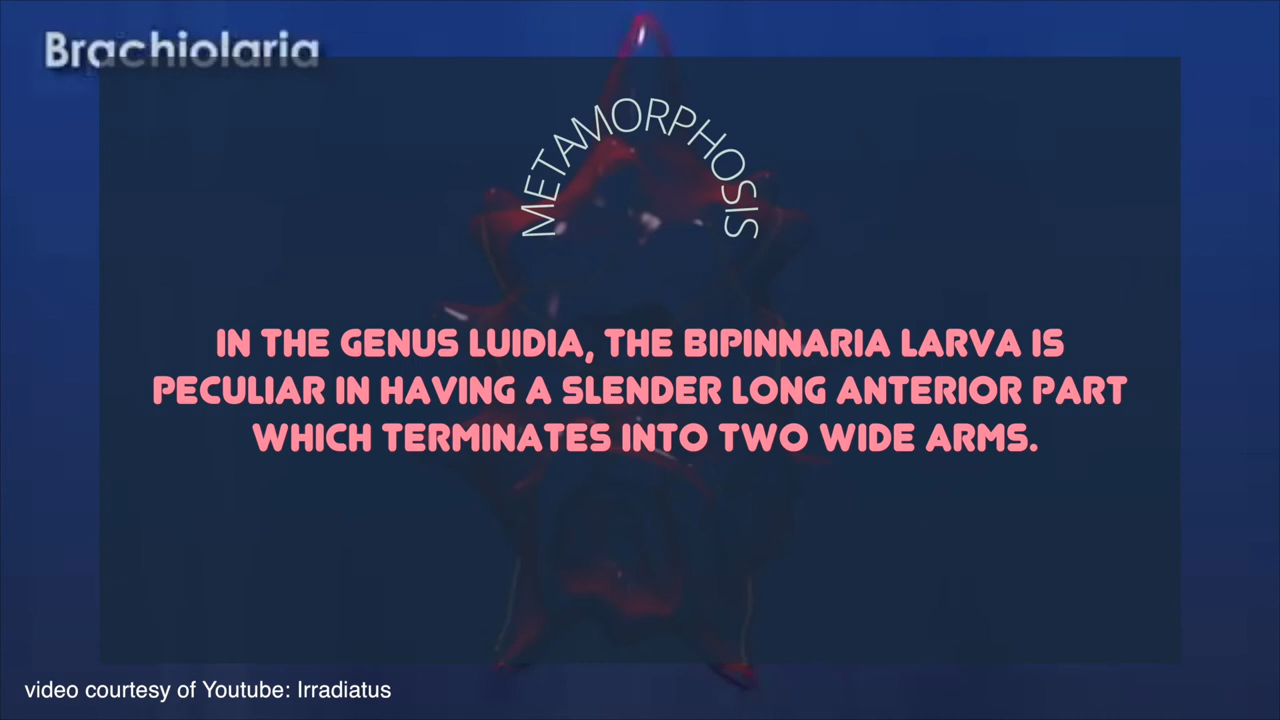 Brachiolaria
METAMORPHOSIS
IN THE GENUS LUIDIA, THE BIPINNARIA LARVA IS
PECULIAR IN HAVING A SLENDER LONG ANTERIOR PART
WHICH TERMINATES INTO TWO WIDE ARMS.
video courtesy of Youtube: Irradiatus